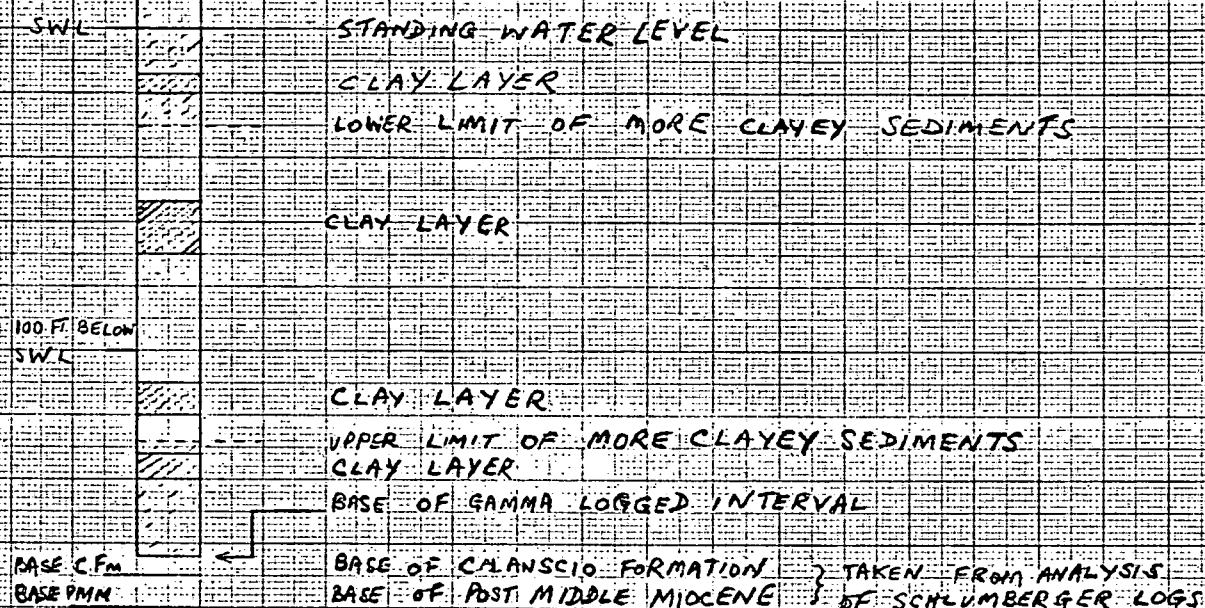 SWL STANDING WATER LEVEL
CLAY LAYER
LOWER LIMIT OF MORE CLAYEY SEDIMENTS
CLAY LAYER
100 FT. BELOW
SWL
CLAY LAYER
UPPER LIMIT OF MORE CLAYEY SEDIMENTS
CLAY LAYER
BASE OF GAMMA LOGGED INTERVAL
BASE C.Fm BASE OF CALANSCIO FORMATION } TAKEN FROM ANALYSIS
BASE PMM BASE OF POST MIDDLE MIOCENE } OF SCHLUMBERGER LOGS